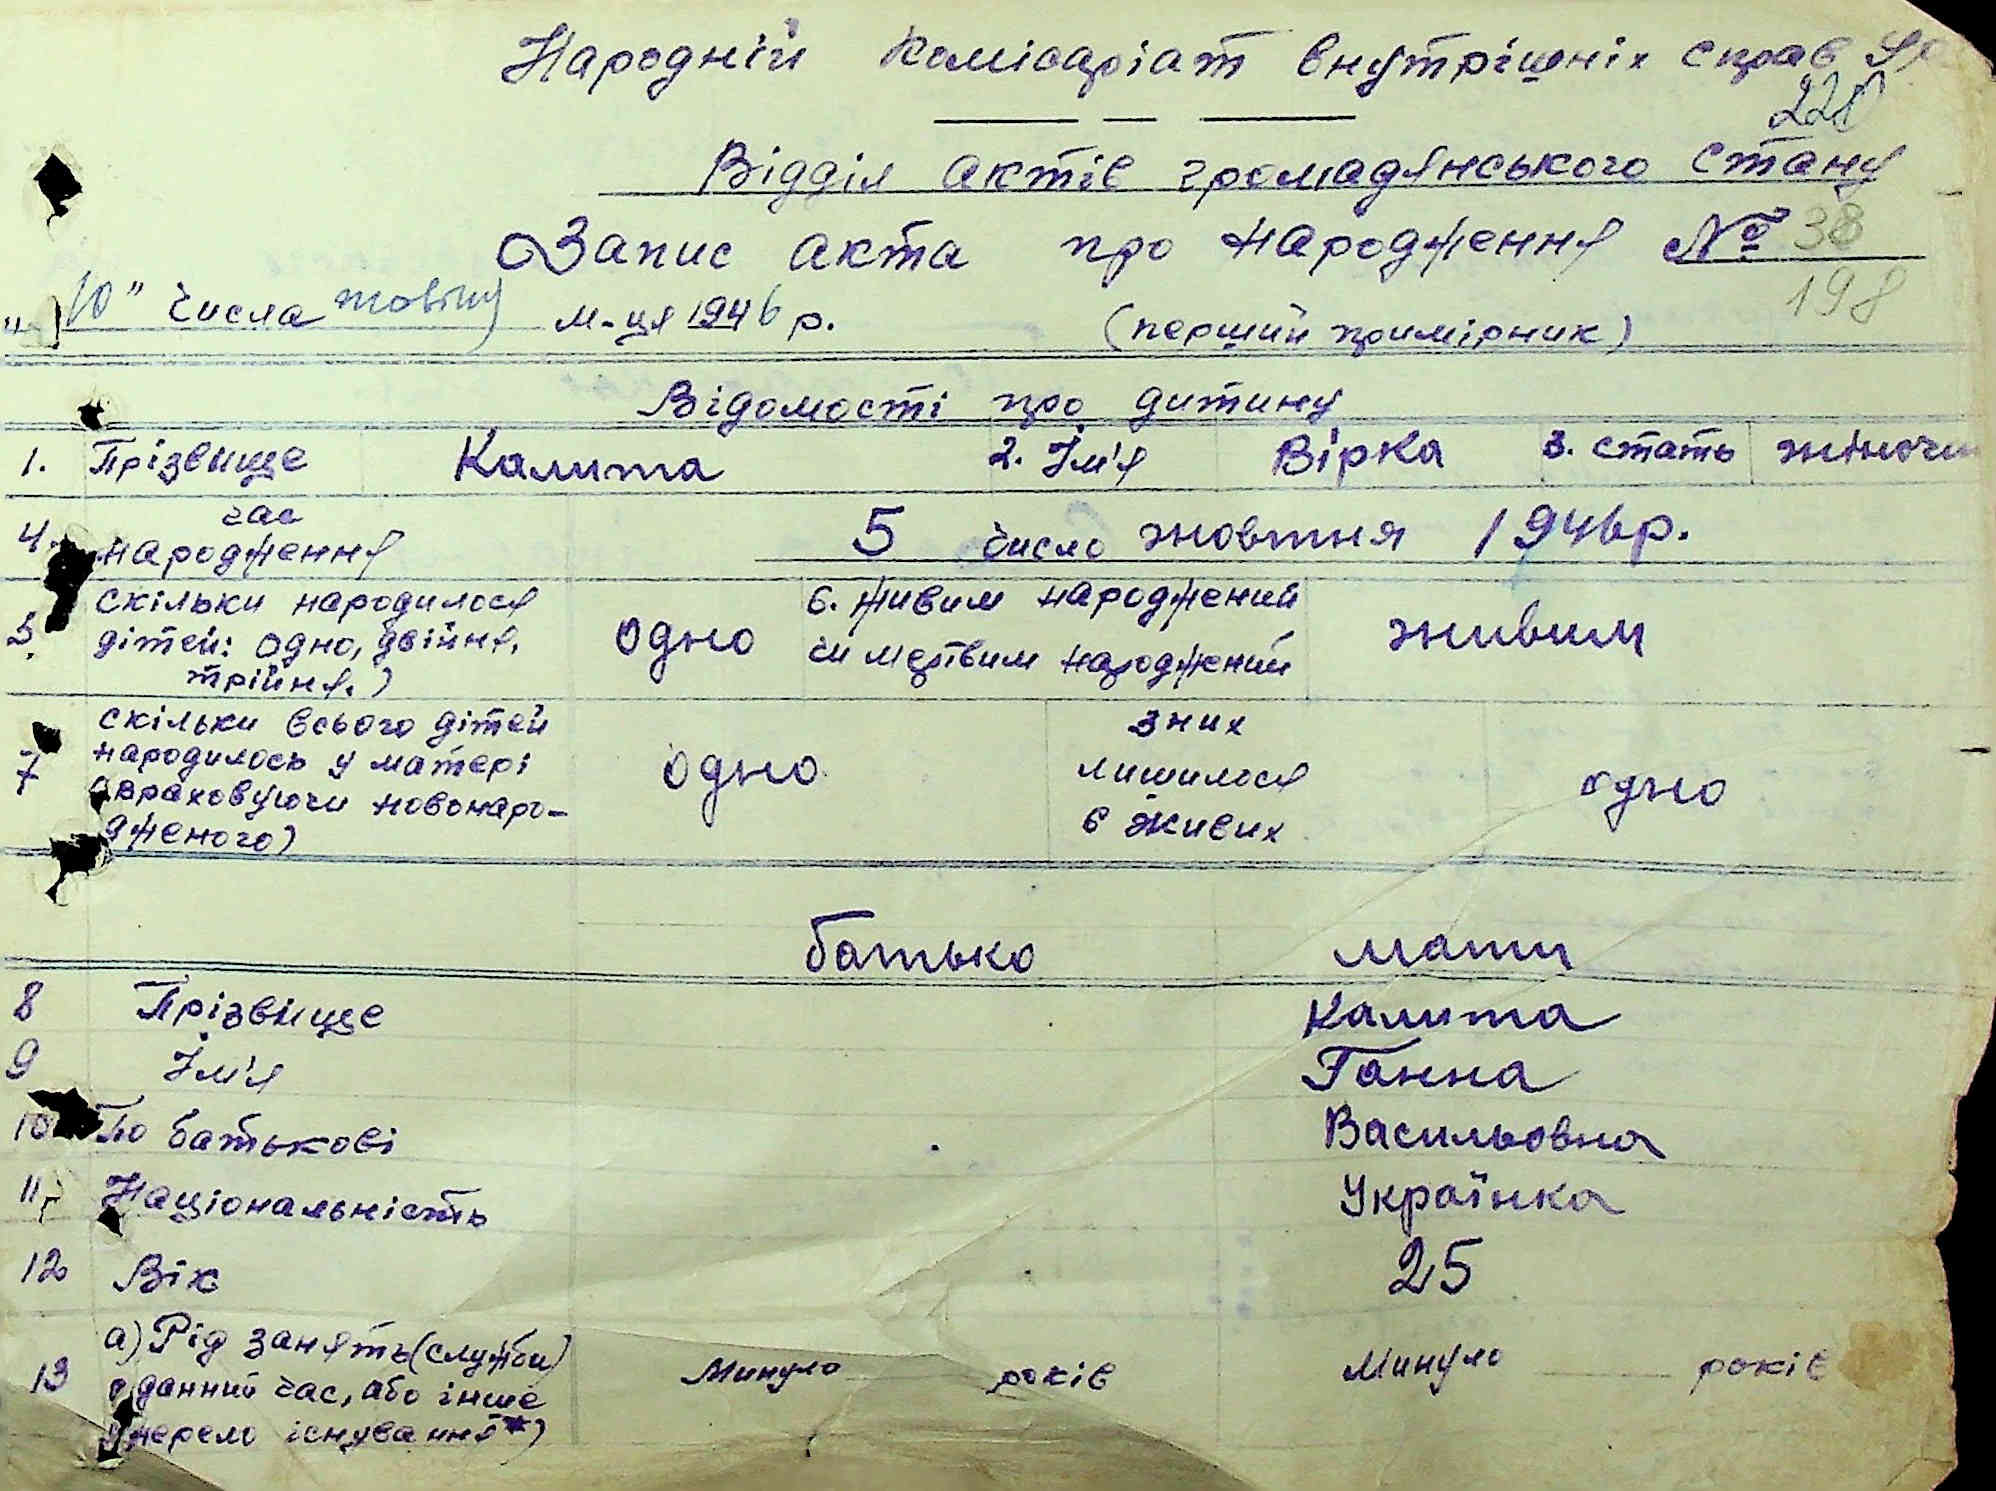 Народній Комісаріат внутрішніх справ
220
Відділ актів громадянського стану
Запис акта про народження № 38
198
"10" числа жовтня м-ця 1946 р. (перший примірник)
Відомості про дитину
1. Прізвище Калита 2. Ім'я Вірка 3. стать жіноча
4. час народження 5 число жовтня 1946 р.
5. скільки народилося дітей: одно, двійня, трійня.) одно 6. живим народжений чи мертвим народжений живим
7 скільки всього дітей народилось у матері (враховуючи новонаро-дженого) одно з них лишилося в живих одно
батько мати
8 Прізвище Калита
9 Ім'я Ганна
10 По батькові Васильовна
11 Національність Українка
12 Вік 25
13 а) Рід занять (служби) в данний час, або інше джерело існування*) Минуло років Минуло років